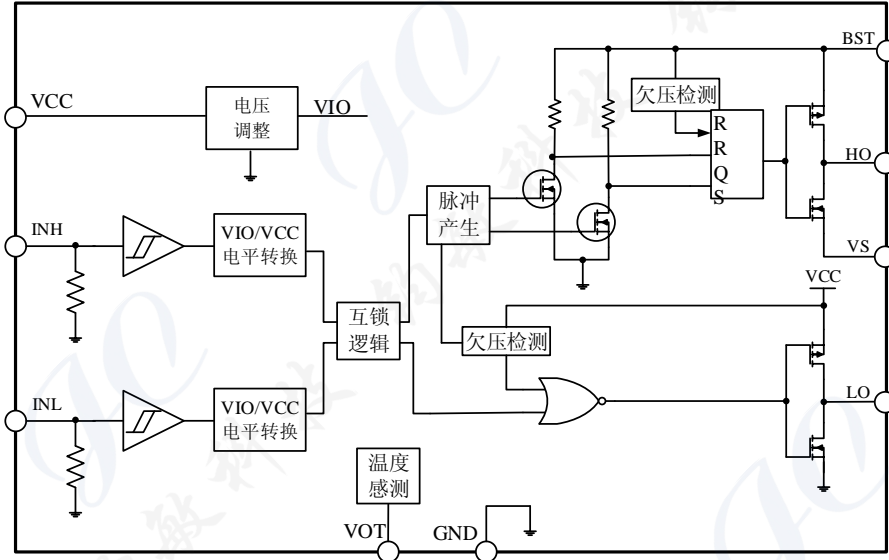 BST
VCC
电压
调整
VIO
欠压检测
R
R
Q
S
HO
INH
VIO/VCC
电平转换
脉冲
产生
VS
VCC
互锁
逻辑
欠压检测
INL
VIO/VCC
电平转换
LO
温度
感测
VOT
GND